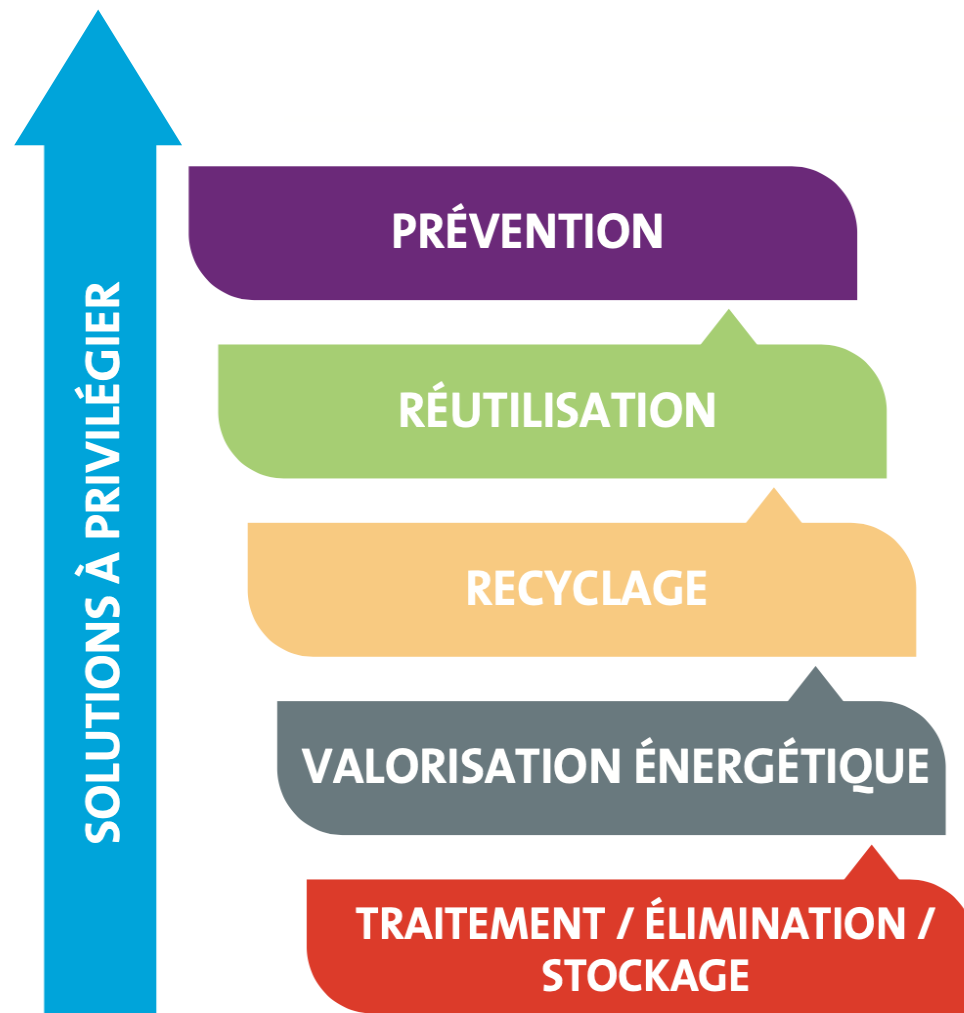 SOLUTIONS À PRIVILÉGIER
PRÉVENTION
RÉUTILISATION
RECYCLAGE
VALORISATION ÉNERGÉTIQUE
TRAITEMENT / ÉLIMINATION /
STOCKAGE